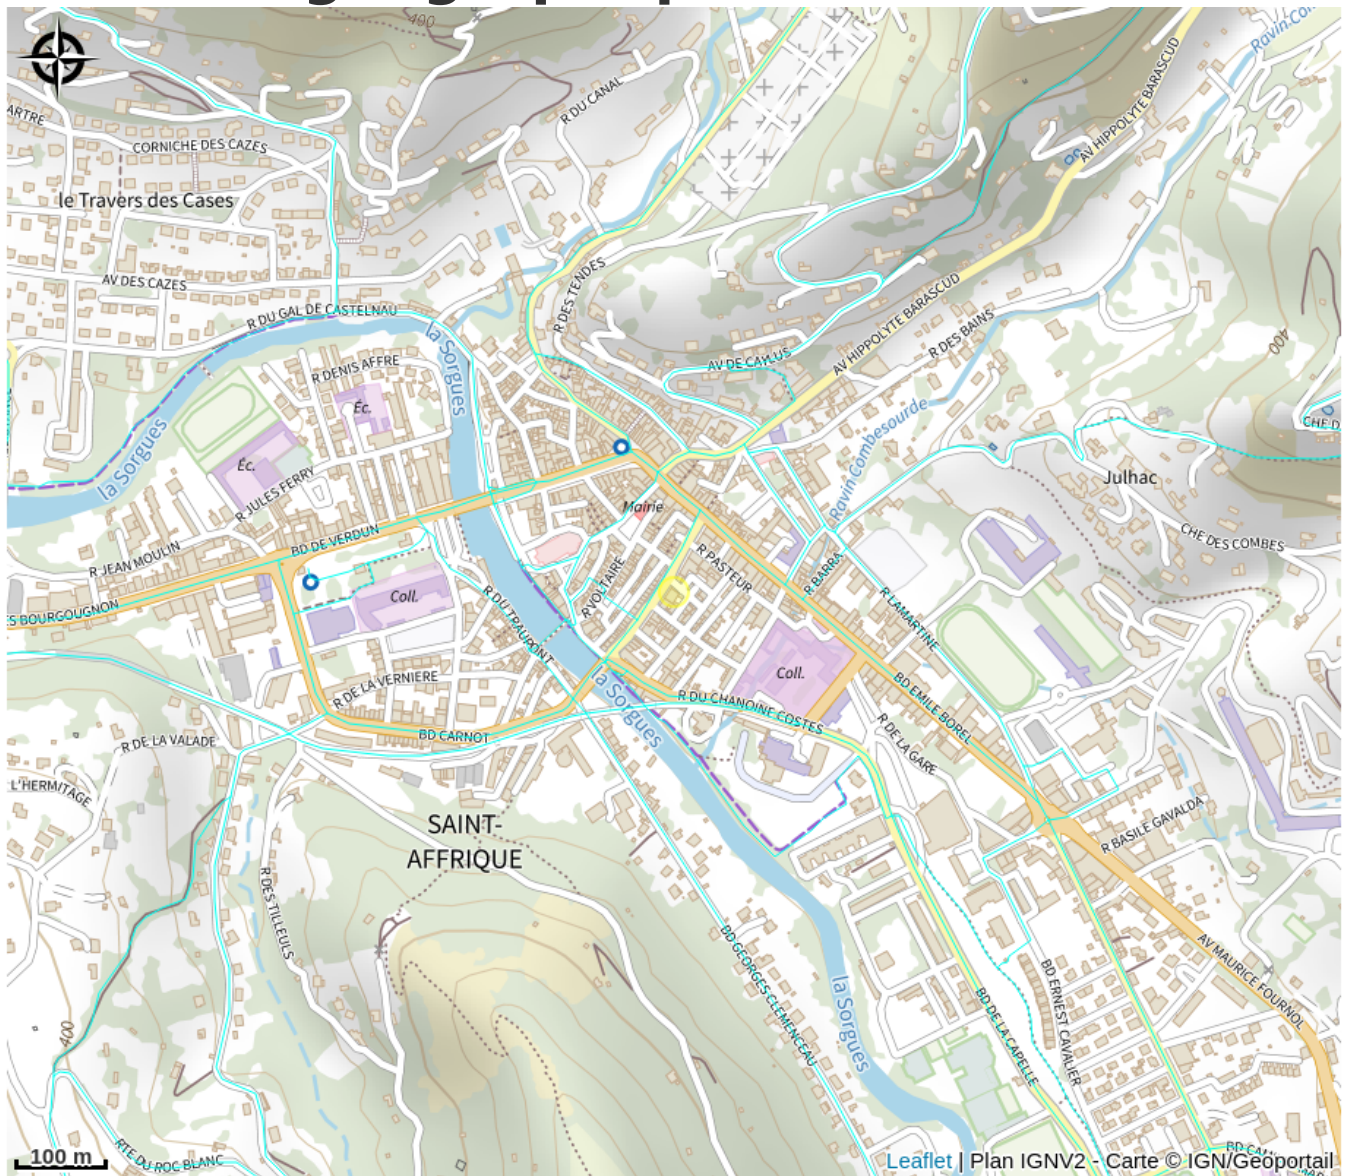 400
Ravin Com
R DU CANAL
AV HIPPOLYTE BARASCUD
ARTRE
CORNICHE DES CAZES
le Travers des Cases
AV DES CAZES
R DES TENDES
R DU GAL DE CASTELNAU
la Sorgues
AV HIPPOLYTE BARASCUD
R DES BAINS
400
R DENIS AFFRE
AV DE CAYLUS
Éc.
CHE D
Ravin Combesourde
la Sorgues
Éc.
R JULES FERRY
Julhac
Mairie
BD DE VERDUN
CHE DES COMBES
R JEAN MOULIN
R PASTEUR
R VOLTAIRE
R BARRA
Coll.
R DU TRAUPONT
R LAMARTINE
S BOURGOUGNON
Coll.
R DE LA VERNIERE
la Sorgues
R DU CHANOINE COSTES
BD EMILE BOREL
BD CARNOT
R DE LA VALADE
R DE LA GARE
L'HERMITAGE
SAINT-
AFFRIQUE
R BASILE GAVALDA
R DES TILLEULS
BD GEORGES CLEMENCEAU
la Sorgues
BD DE LA CAPELLE
BD ERNEST CAVALIER
AV MAURICE FOURNOL
400
RTE DU ROC BLANC
100 m
Leaflet | Plan IGNV2 - Carte © IGN/Geoportail